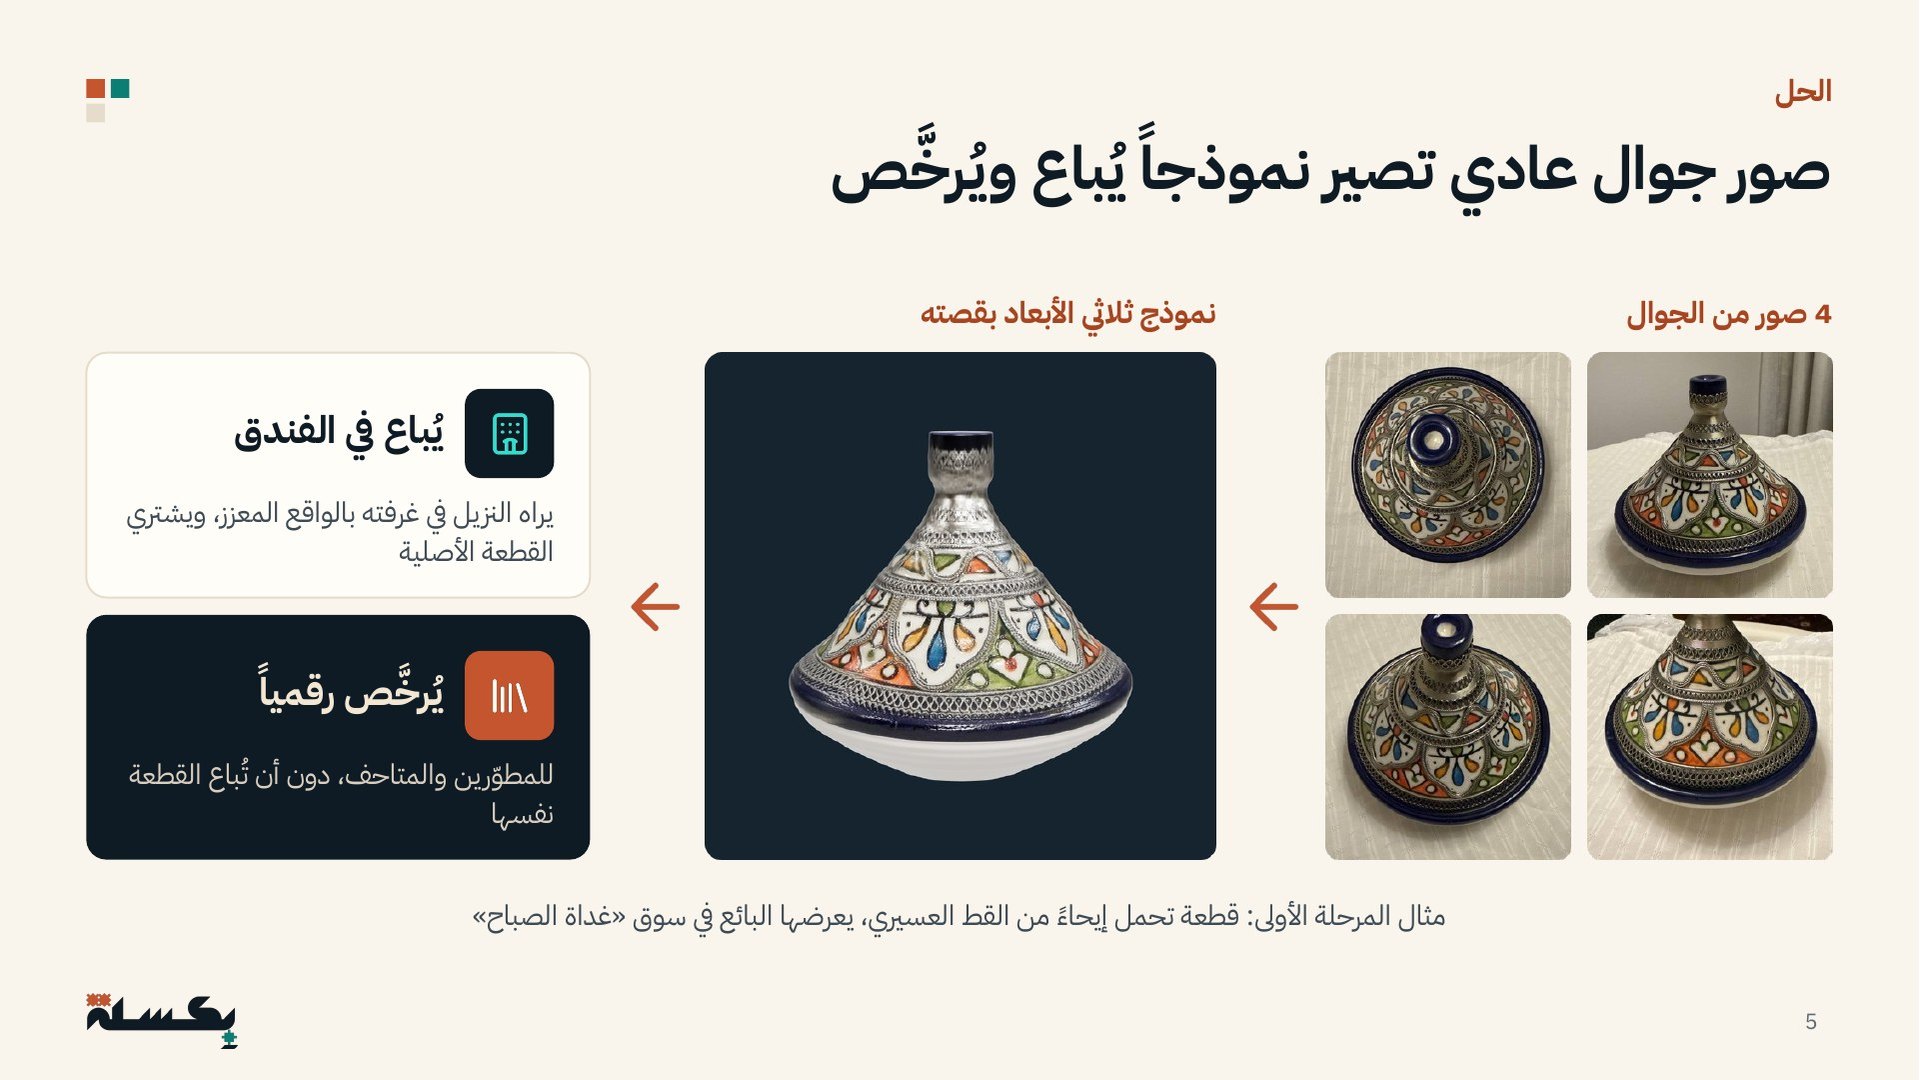 الحل
صور جوال عادي تصير نموذجاً يُباع ويُرخَّص
4 صور من الجوال
نموذج ثلاثي الأبعاد بقصته
يُباع في الفندق
يراه النزيل في غرفته بالواقع المعزز، ويشتري
القطعة الأصلية
يُرخَّص رقمياً
للمطوّرين والمتاحف، دون أن تُباع القطعة
نفسها
مثال المرحلة الأولى: قطعة تحمل إيحاءً من القط العسيري، يعرضها البائع في سوق «غداة الصباح»
بكسلة
5